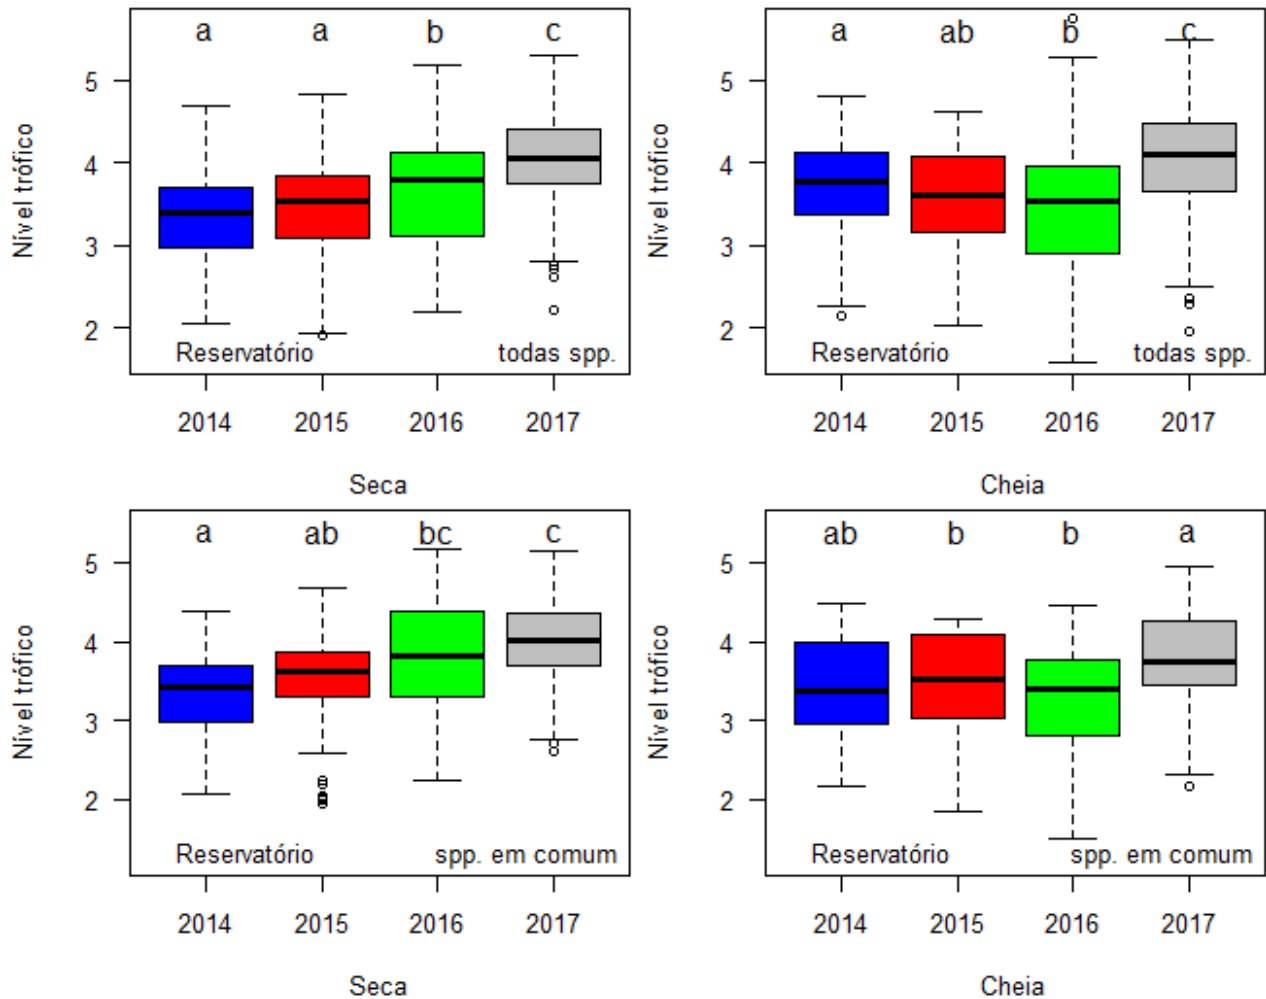 a a b c
Nível trófico
5
4
3
2
Reservatório todas spp.
2014 2015 2016 2017
Seca
a ab b c
Nível trófico
5
4
3
2
Reservatório todas spp.
2014 2015 2016 2017
Cheia
a ab bc c
Nível trófico
5
4
3
2
Reservatório spp. em comum
2014 2015 2016 2017
Seca
ab b b a
Nível trófico
5
4
3
2
Reservatório spp. em comum
2014 2015 2016 2017
Cheia